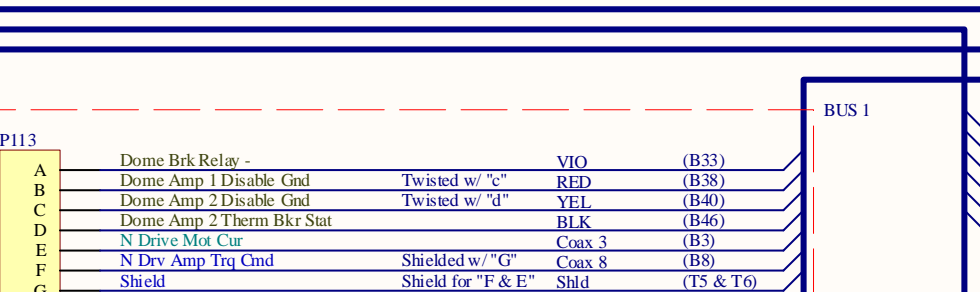 BUS 1
P113
A Dome Brk Relay - VIO (B33)
B Dome Amp 1 Disable Gnd Twisted w/ "c" RED (B38)
C Dome Amp 2 Disable Gnd Twisted w/ "d" YEL (B40)
D Dome Amp 2 Therm Bkr Stat BLK (B46)
E N Drive Mot Cur Coax 3 (B3)
F N Drv Amp Trq Cmd Shielded w/ "G" Coax 8 (B8)
G Shield Shield for "F & E" Shld (T5 & T6)